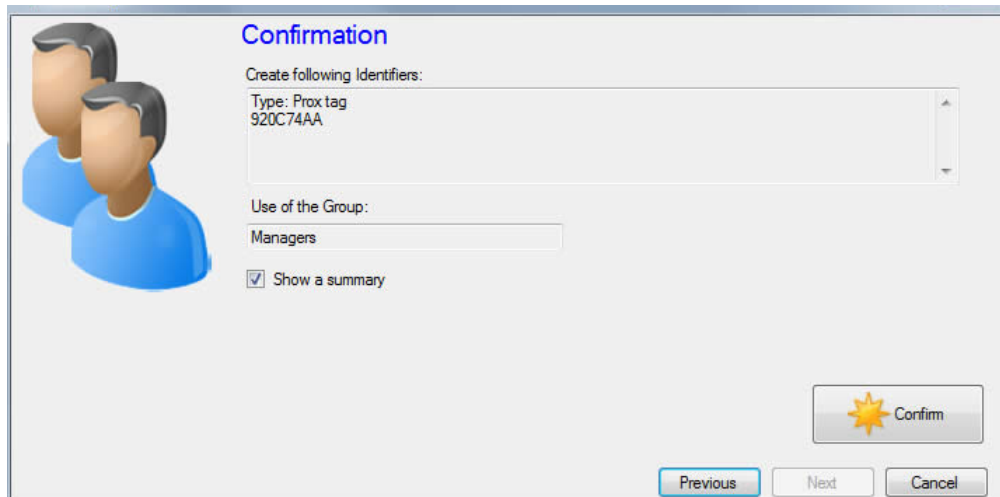 Confirmation
Create following Identifiers:
Type: Prox tag
920C74AA
Use of the Group:
Managers
Show a summary
Confirm
Previous
Next
Cancel